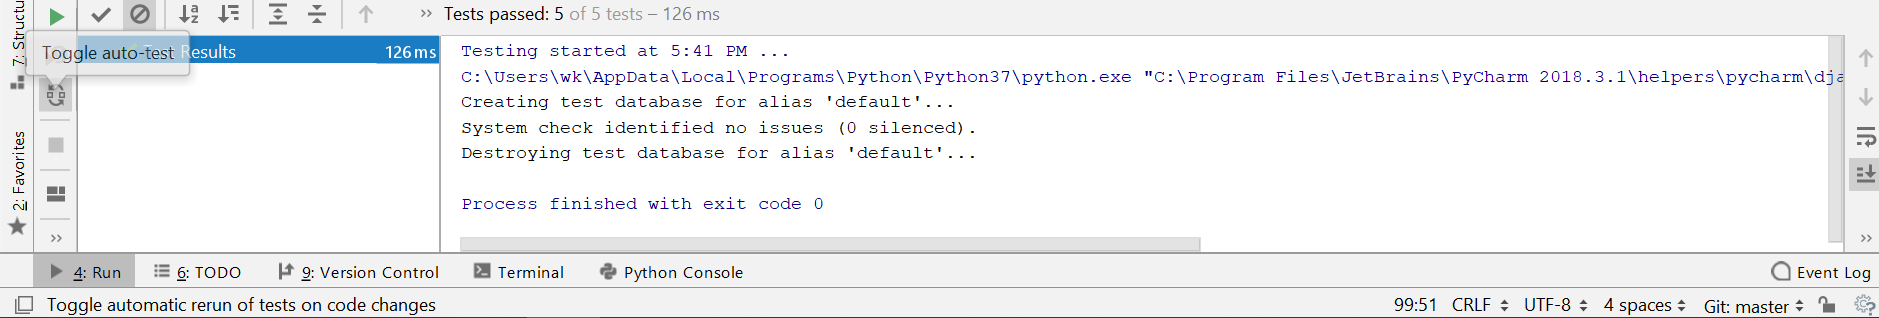 Tests passed: 5 of 5 tests – 126 ms
7: Structu
Toggle auto-test
Results
126 ms
Testing started at 5:41 PM ...
C:\Users\wk\AppData\Local\Programs\Python\Python37\python.exe "C:\Program Files\JetBrains\PyCharm 2018.3.1\helpers\pycharm\dja
Creating test database for alias 'default'...
System check identified no issues (0 silenced).
Destroying test database for alias 'default'...
Process finished with exit code 0
2: Favorites
4: Run
6: TODO
9: Version Control
Terminal
Python Console
Event Log
Toggle automatic rerun of tests on code changes
99:51
CRLF
UTF-8
4 spaces
Git: master